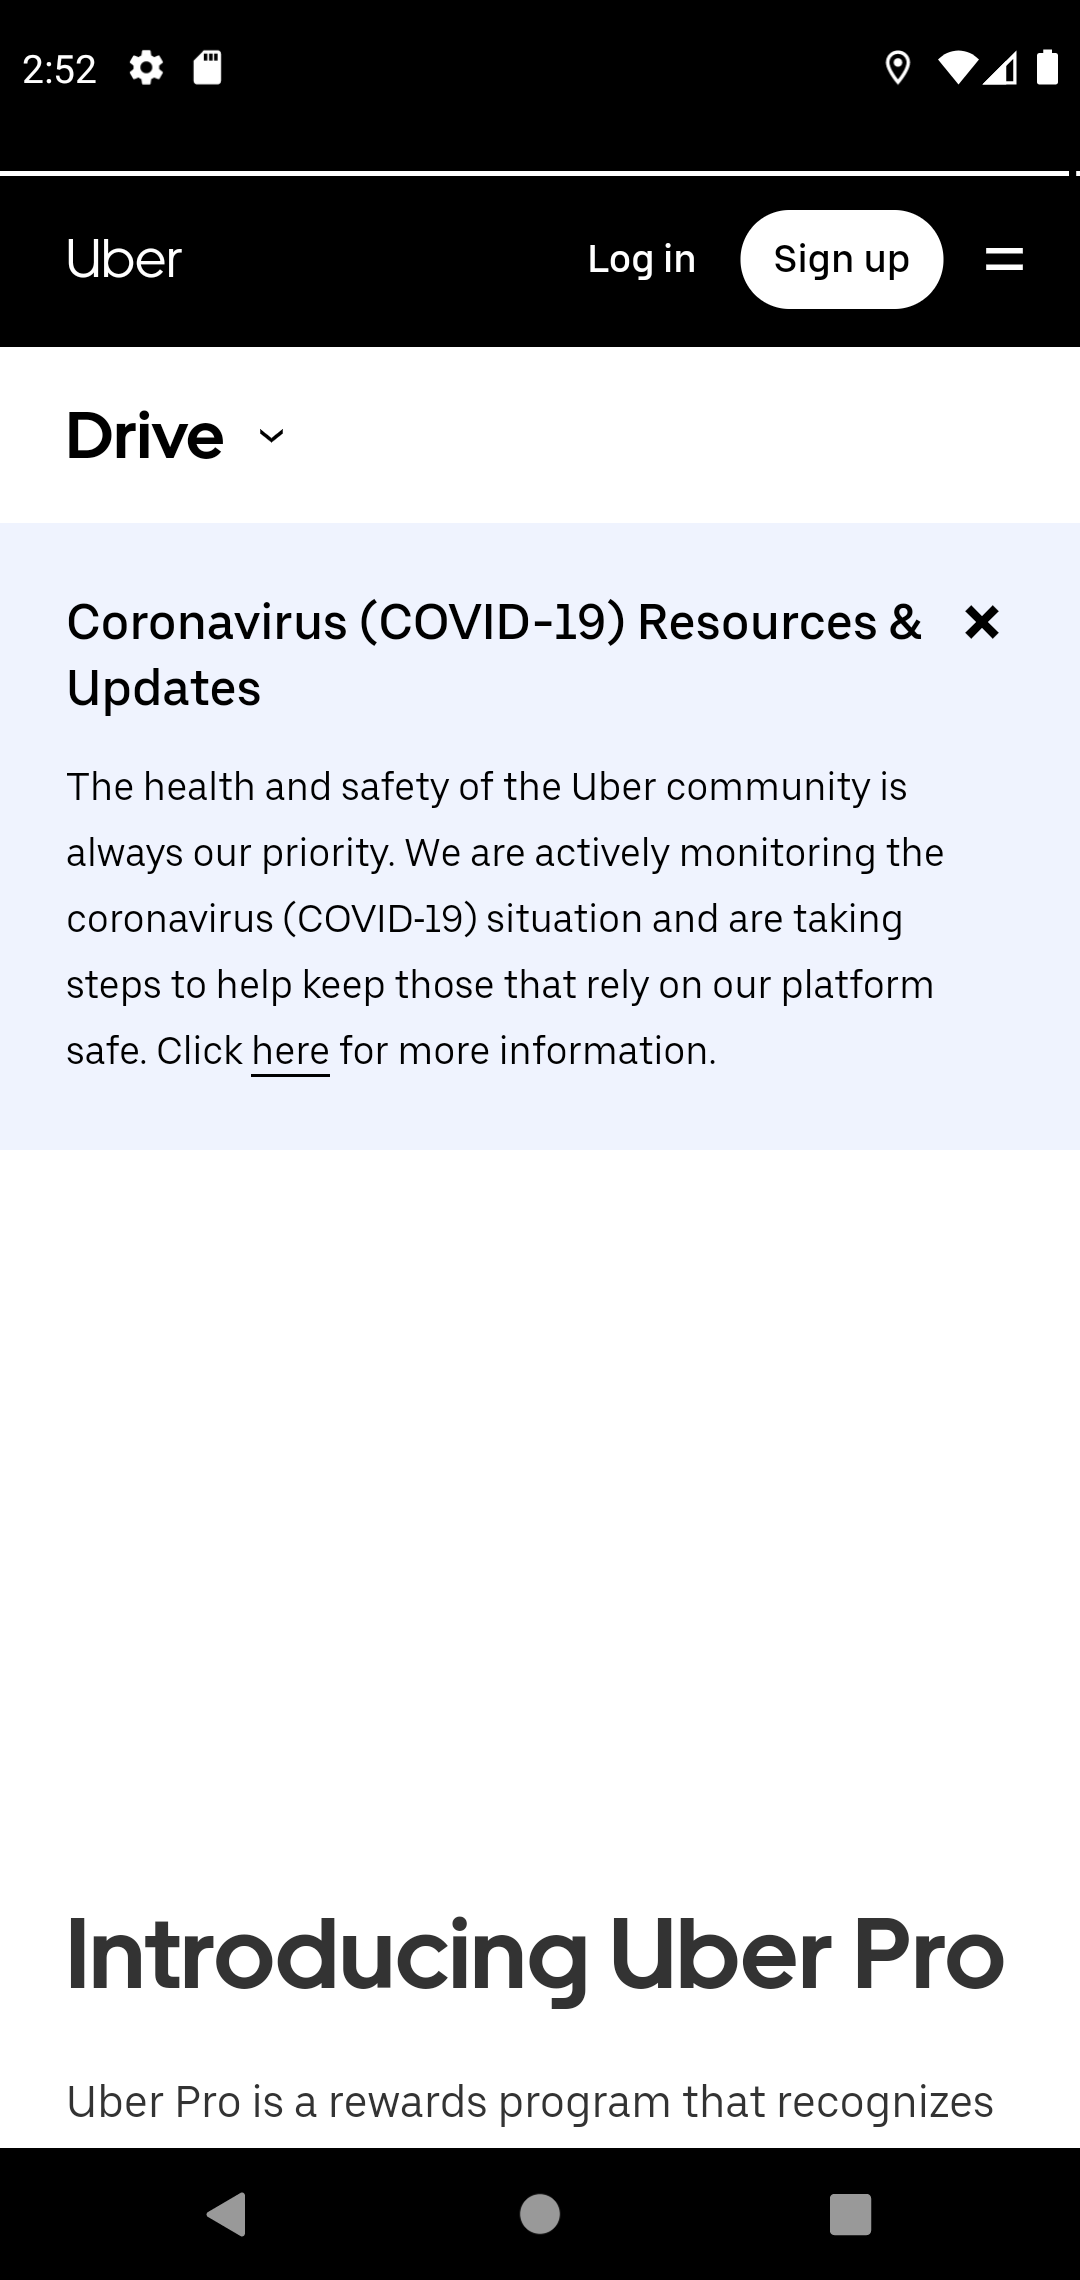 2:52
Uber
Log in
Sign up
Drive
Coronavirus (COVID-19) Resources &
Updates
The health and safety of the Uber community is
always our priority. We are actively monitoring the
coronavirus (COVID-19) situation and are taking
steps to help keep those that rely on our platform
safe. Click here for more information.
Introducing Uber Pro
Uber Pro is a rewards program that recognizes